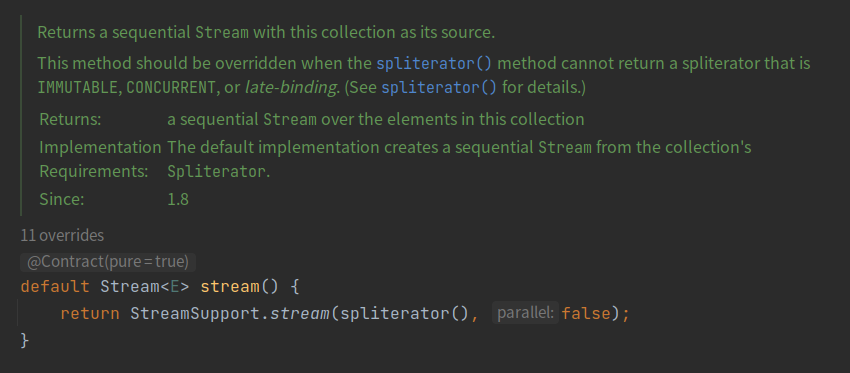 Returns a sequential Stream with this collection as its source.
This method should be overridden when the spliterator() method cannot return a spliterator that is
IMMUTABLE, CONCURRENT, or late-binding. (See spliterator() for details.)
Returns: a sequential Stream over the elements in this collection
Implementation The default implementation creates a sequential Stream from the collection's
Requirements: Spliterator.
Since: 1.8
11 overrides
@Contract(pure = true)
default Stream<E> stream() {
    return StreamSupport.stream(spliterator(), parallel: false);
}